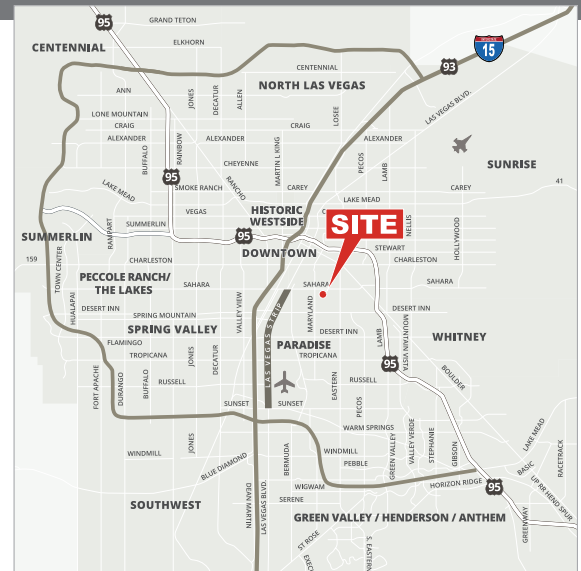 95
GRAND TETON
ELKHORN
CENTENNIAL
ROUTE
15
93
CENTENNIAL
NORTH LAS VEGAS
ANN
JONES
DECATUR
ALLEN
LAS VEGAS BLVD.
LONE MOUNTAIN
CRAIG
CRAIG
LOSEE
ALEXANDER
ALEXANDER
ALEXANDER
BUFFALO
RAINBOW
CHEYENNE
MARTIN L KING
PECOS
LAMB
SUNRISE
95
SMOKE RANCH
RANCHO
CAREY
CAREY
41
LAKE MEAD
LAKE MEAD
VEGAS
HISTORIC
WESTSIDE
C
SITE
NELLIS
HOLLYWOOD
SUMMERLIN
RAMPART
SUMMERLIN
95
STEWART
159
TOWN CENTER
CHARLESTON
DOWNTOWN
CHARLESTON
PECCOLE RANCH/
THE LAKES
SAHARA
SAHARA
SAHARA
HUALAPAI
DESERT INN
SPRING MOUNTAIN
VALLEY VIEW
LAS VEGAS STRIP
MARYLAND
DESERT INN
SPRING VALLEY
DESERT INN
LAMB
MOUNTAIN VISTA
WHITNEY
FLAMINGO
PARADISE
TROPICANA
TROPICANA
95
BOULDER
FORT APACHE
DURANGO
BUFFALO
RUSSELL
JONES
DECATUR
EASTERN
RUSSELL
PECOS
SUNSET
SUNSET
WARM SPRINGS
GREEN VALLEY
VALLEY VERDE
STEPHANIE
GIBSON
LAKE MEAD
RACETRACK
WINDMILL
JONES
BLUE DIAMOND
BERMUDA
WINDMILL
PEBBLE
BASIC
HORIZON RIDGE
UP RR HEND SPUR
WIGWAM
95
SOUTHWEST
DEAN MARTIN
LAS VEGAS BLVD.
SERENE
GREEN VALLEY / HENDERSON / ANTHEM
GREENWAY
ST ROSE
EXEC
S. EASTERN